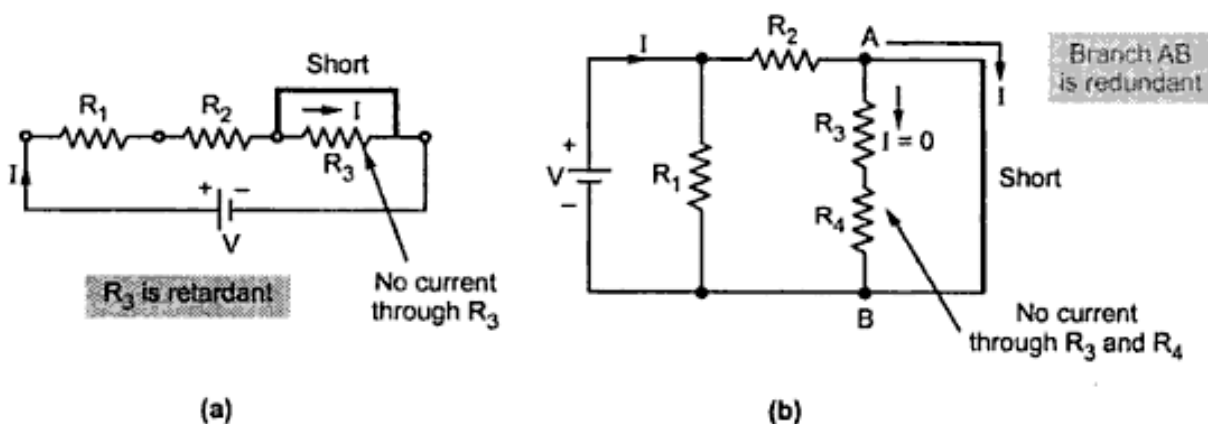 Short
I
R1
R2
R3
I
+ −
V
R3 is retardant
No current
through R3
(a)
I
R2
A
I
Branch AB
is redundant
+
V
−
R1
R3
I
I = 0
R4
Short
B
No current
through R3 and R4
(b)